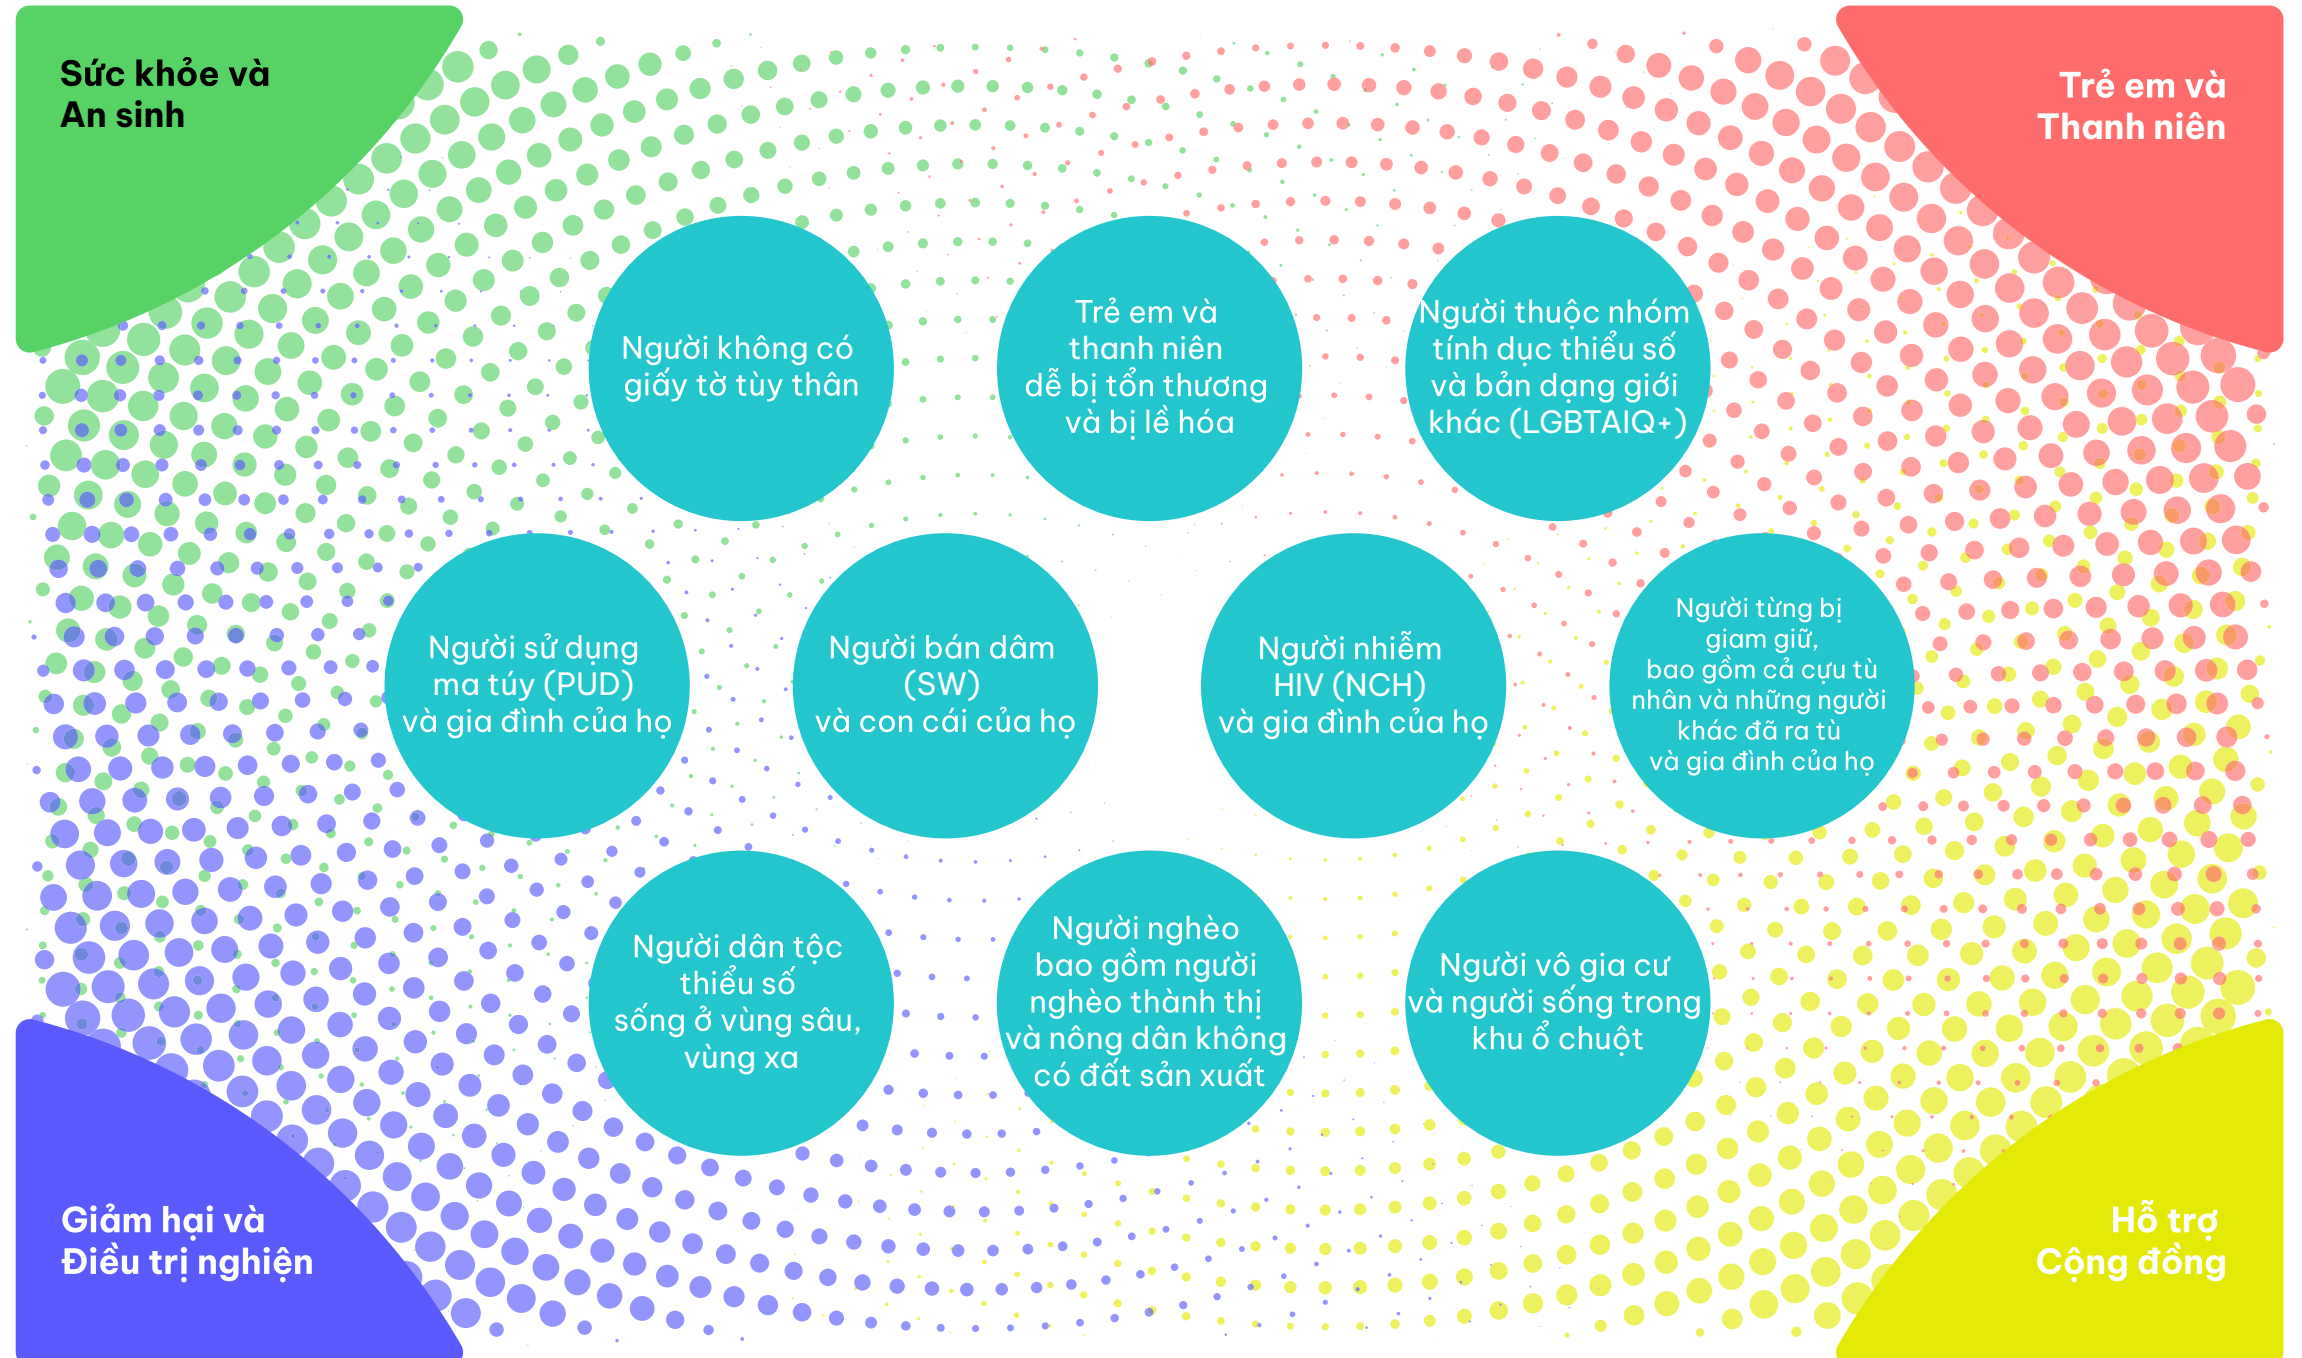 Sức khỏe và
An sinh
Trẻ em và
Thanh niên
Người không có
giấy tờ tùy thân
Trẻ em và
thanh niên
dễ bị tổn thương
và bị lề hóa
Người thuộc nhóm
tính dục thiểu số
và bản dạng giới
khác (LGBTAIQ+)
Người sử dụng
ma túy (PUD)
và gia đình của họ
Người bán dâm
(SW)
và con cái của họ
Người nhiễm
HIV (NCH)
và gia đình của họ
Người từng bị
giam giữ,
bao gồm cả cựu tù
nhân và những người
khác đã ra tù
và gia đình của họ
Người dân tộc
thiểu số
sống ở vùng sâu,
vùng xa
Người nghèo
bao gồm người
nghèo thành thị
và nông dân không
có đất sản xuất
Người vô gia cư
và người sống trong
khu ổ chuột
Giảm hại và
Điều trị nghiện
Hỗ trợ
Cộng đồng